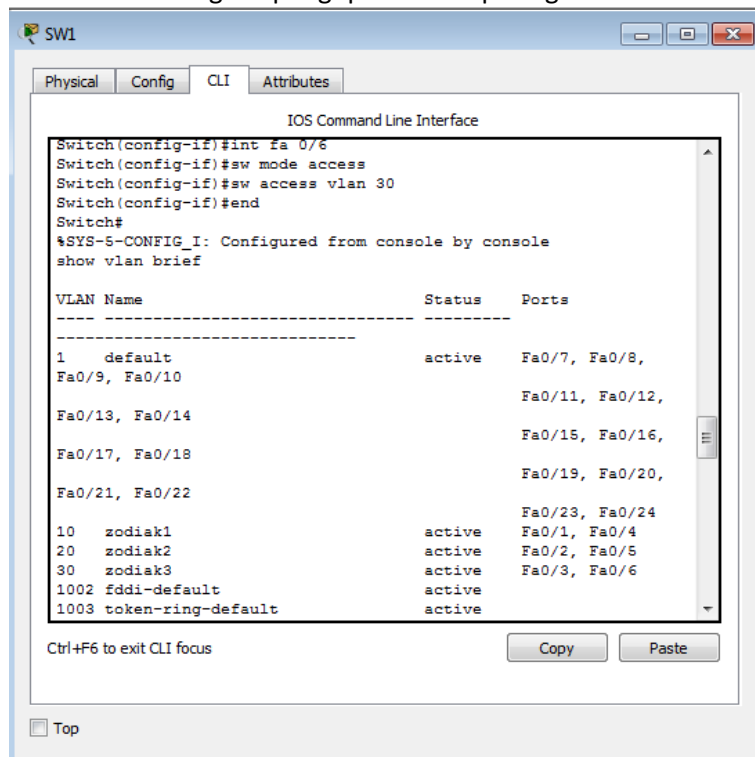 SW1
Physical Config CLI Attributes
IOS Command Line Interface
Switch(config-if)#int fa 0/6
Switch(config-if)#sw mode access
Switch(config-if)#sw access vlan 30
Switch(config-if)#end
Switch#
%SYS-5-CONFIG_I: Configured from console by console
show vlan brief
VLAN Name Status Ports
---- -------------------------------- ---------
-------------------------------
1 default active Fa0/7, Fa0/8,
Fa0/9, Fa0/10
Fa0/11, Fa0/12,
Fa0/13, Fa0/14
Fa0/15, Fa0/16,
Fa0/17, Fa0/18
Fa0/19, Fa0/20,
Fa0/21, Fa0/22
Fa0/23, Fa0/24
10 zodiak1 active Fa0/1, Fa0/4
20 zodiak2 active Fa0/2, Fa0/5
30 zodiak3 active Fa0/3, Fa0/6
1002 fddi-default active
1003 token-ring-default active
Ctrl+F6 to exit CLI focus
Copy Paste
Top